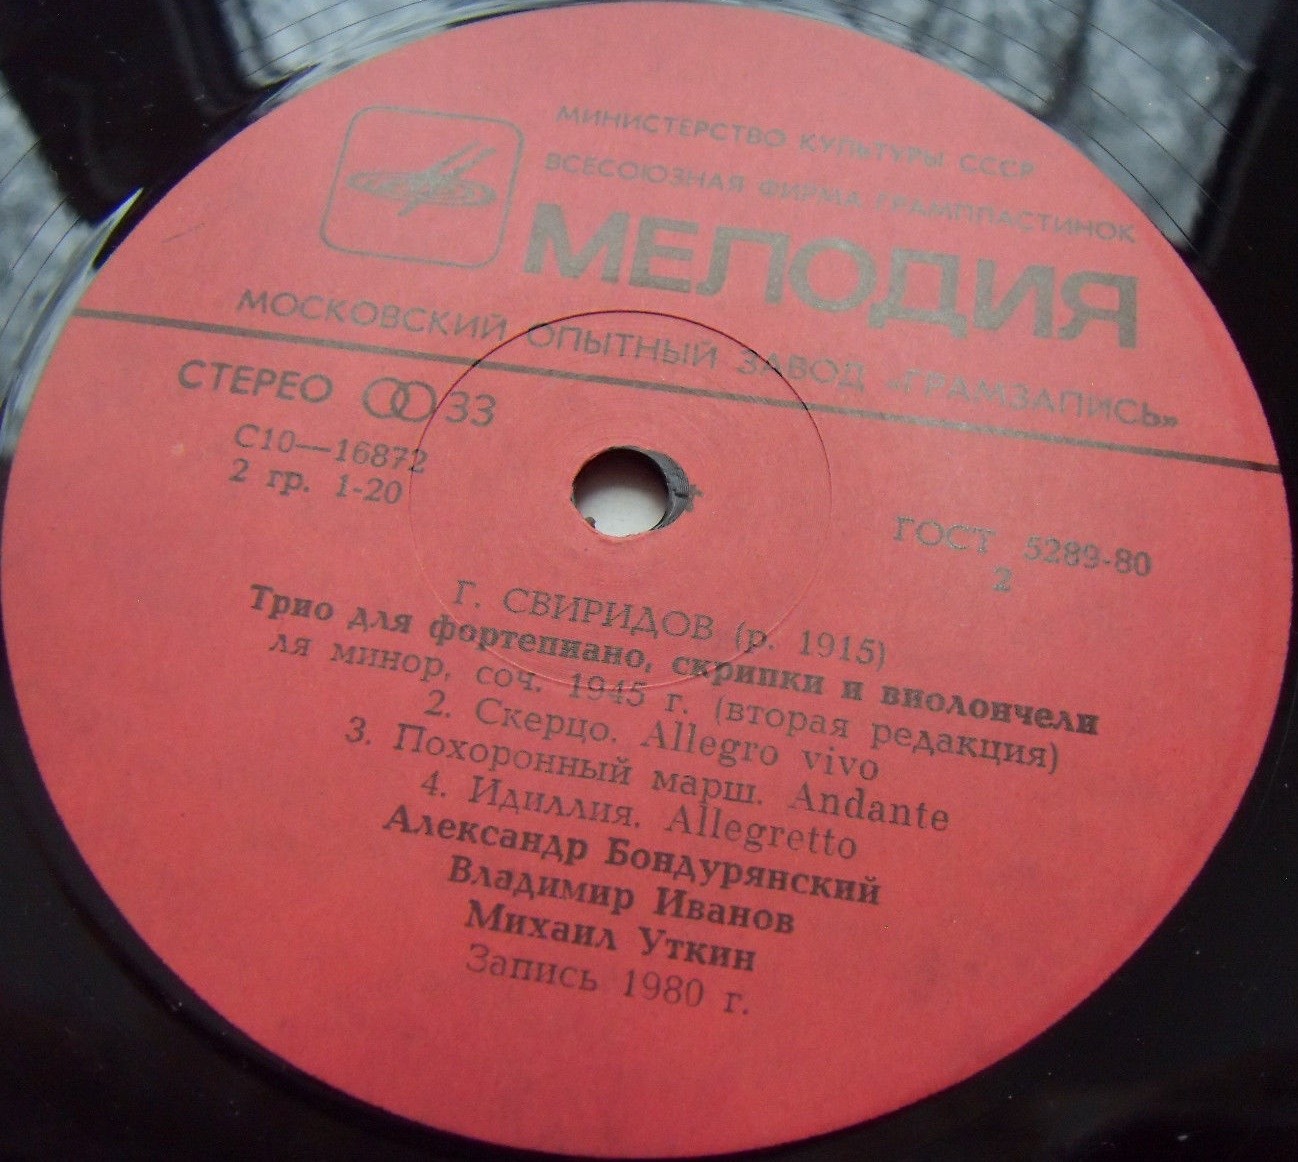 МИНИСТЕРСТВО КУЛЬТУРЫ СССР
ВСЕСОЮЗНАЯ ФИРМА ГРАМПЛАСТИНОК
МЕЛОДИЯ
МОСКОВСКИЙ ОПЫТНЫЙ ЗАВОД «ГРАМЗАПИСЬ»
СТЕРЕО 33
С10—16872
2 гр. 1-20
ГОСТ 5289-80
2
Г. СВИРИДОВ (р. 1915)
Трио для фортепиано, скрипки и виолончели
ля минор, соч. 1945 г. (вторая редакция)
2. Скерцо. Allegro vivo
3. Похоронный марш. Andante
4. Идиллия. Allegretto
Александр Бондурянский
Владимир Иванов
Михаил Уткин
Запись 1980 г.